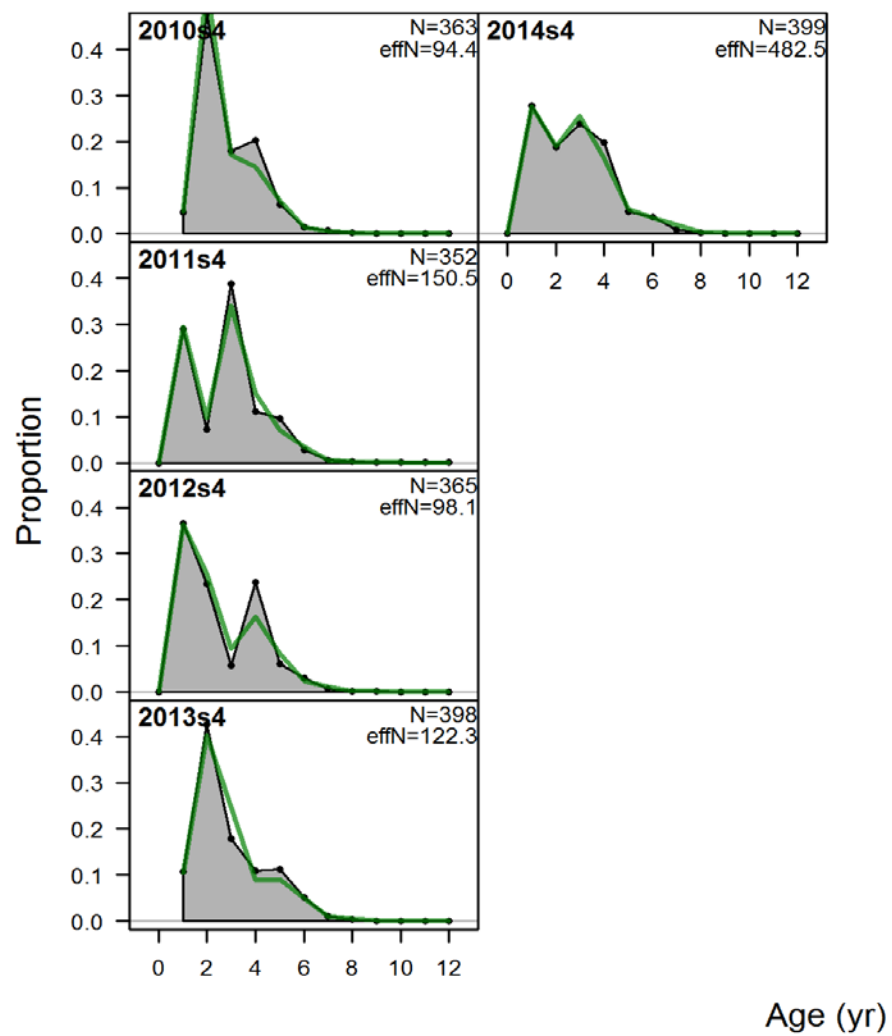 2010s4
N=363
effN=94.4
0.4
0.3
0.2
0.1
0.0
2014s4
N=399
effN=482.5
0 2 4 6 8 10 12
2011s4
N=352
effN=150.5
0.4
0.3
0.2
0.1
0.0
2012s4
N=365
effN=98.1
0.4
0.3
0.2
0.1
0.0
2013s4
N=398
effN=122.3
0.4
0.3
0.2
0.1
0.0
0 2 4 6 8 10 12
Proportion
Age (yr)